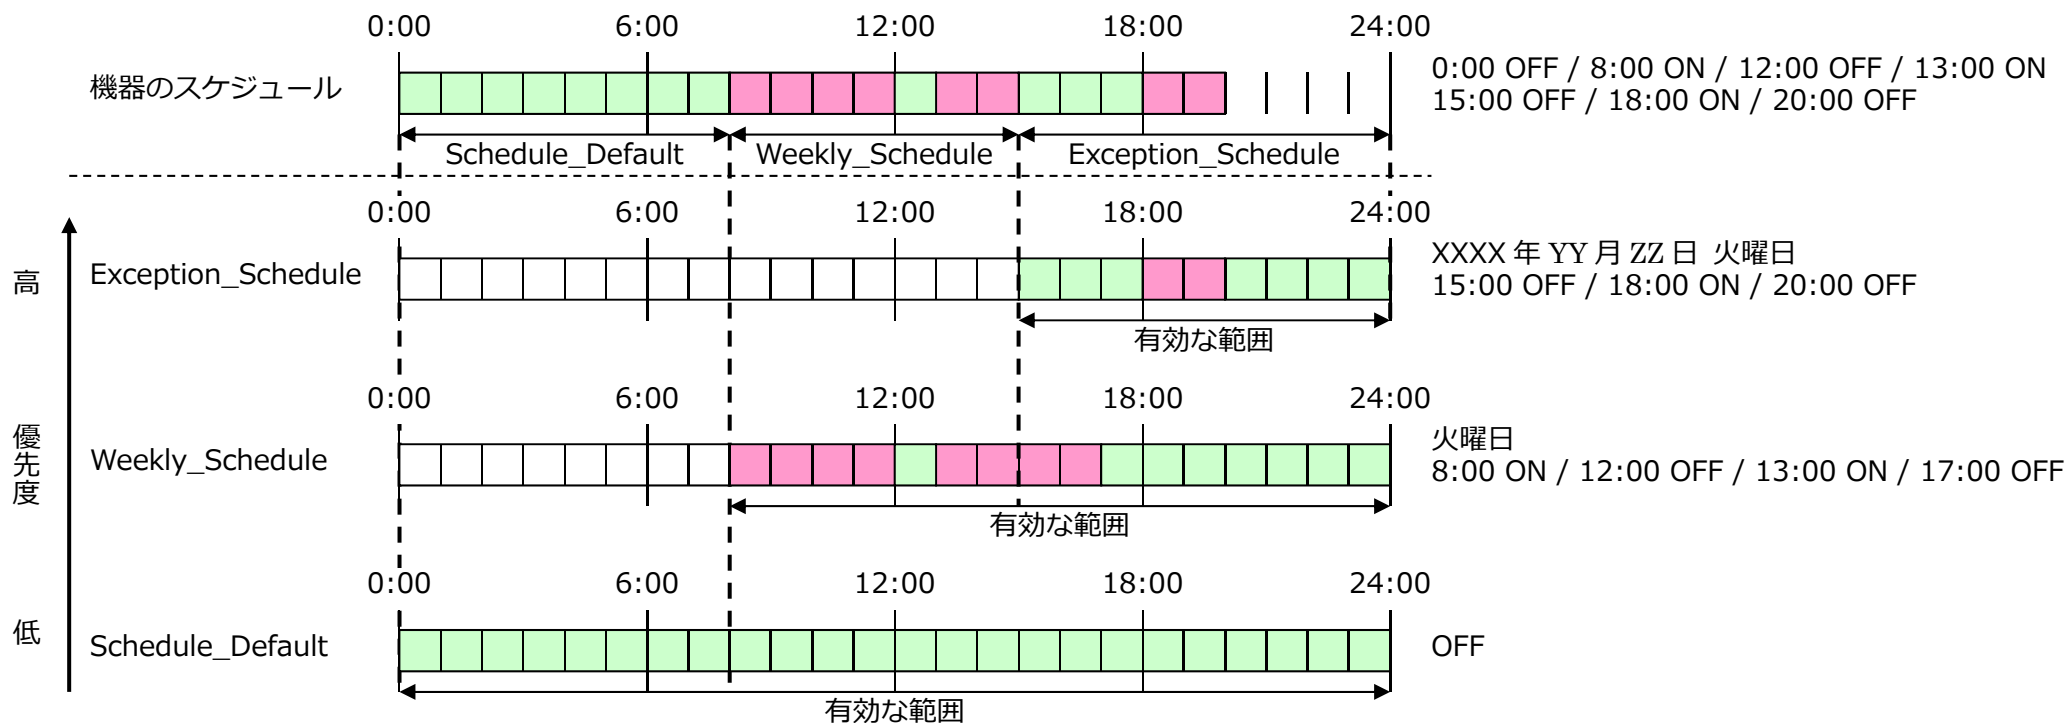 0:00 6:00 12:00 18:00 24:00
機器のスケジュール
0:00 OFF / 8:00 ON / 12:00 OFF / 13:00 ON
15:00 OFF / 18:00 ON / 20:00 OFF
Schedule_Default Weekly_Schedule Exception_Schedule
0:00 6:00 12:00 18:00 24:00
高
Exception_Schedule
XXXX 年 YY 月 ZZ 日 火曜日
15:00 OFF / 18:00 ON / 20:00 OFF
有効な範囲
0:00 6:00 12:00 18:00 24:00
優先度
Weekly_Schedule
火曜日
8:00 ON / 12:00 OFF / 13:00 ON / 17:00 OFF
有効な範囲
0:00 6:00 12:00 18:00 24:00
低
Schedule_Default
OFF
有効な範囲